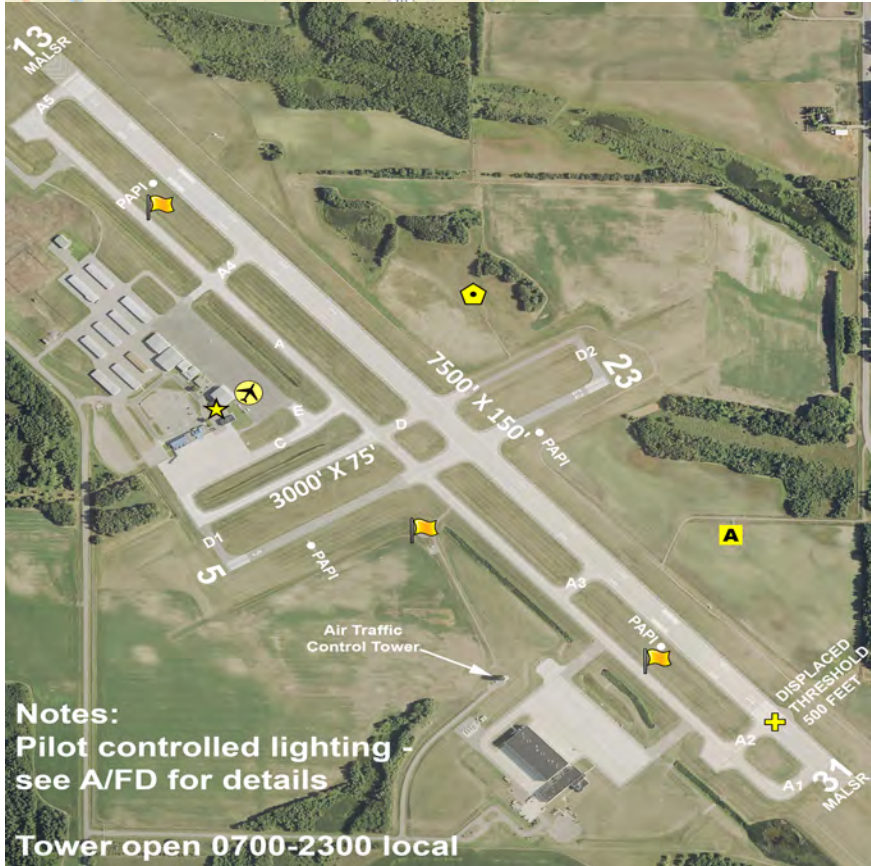 13
MALSR
A5
PAPI
A4
A
7500' X 150'
D2
23
E
D
C
PAPI
3000' X 75'
D1
PAPI
5
A
A3
Air Traffic
Control Tower
PAPI
DISPLACED
THRESHOLD
500 FEET
A2
31
A1
MALSR
Notes:
Pilot controlled lighting -
see A/FD for details
Tower open 0700-2300 local